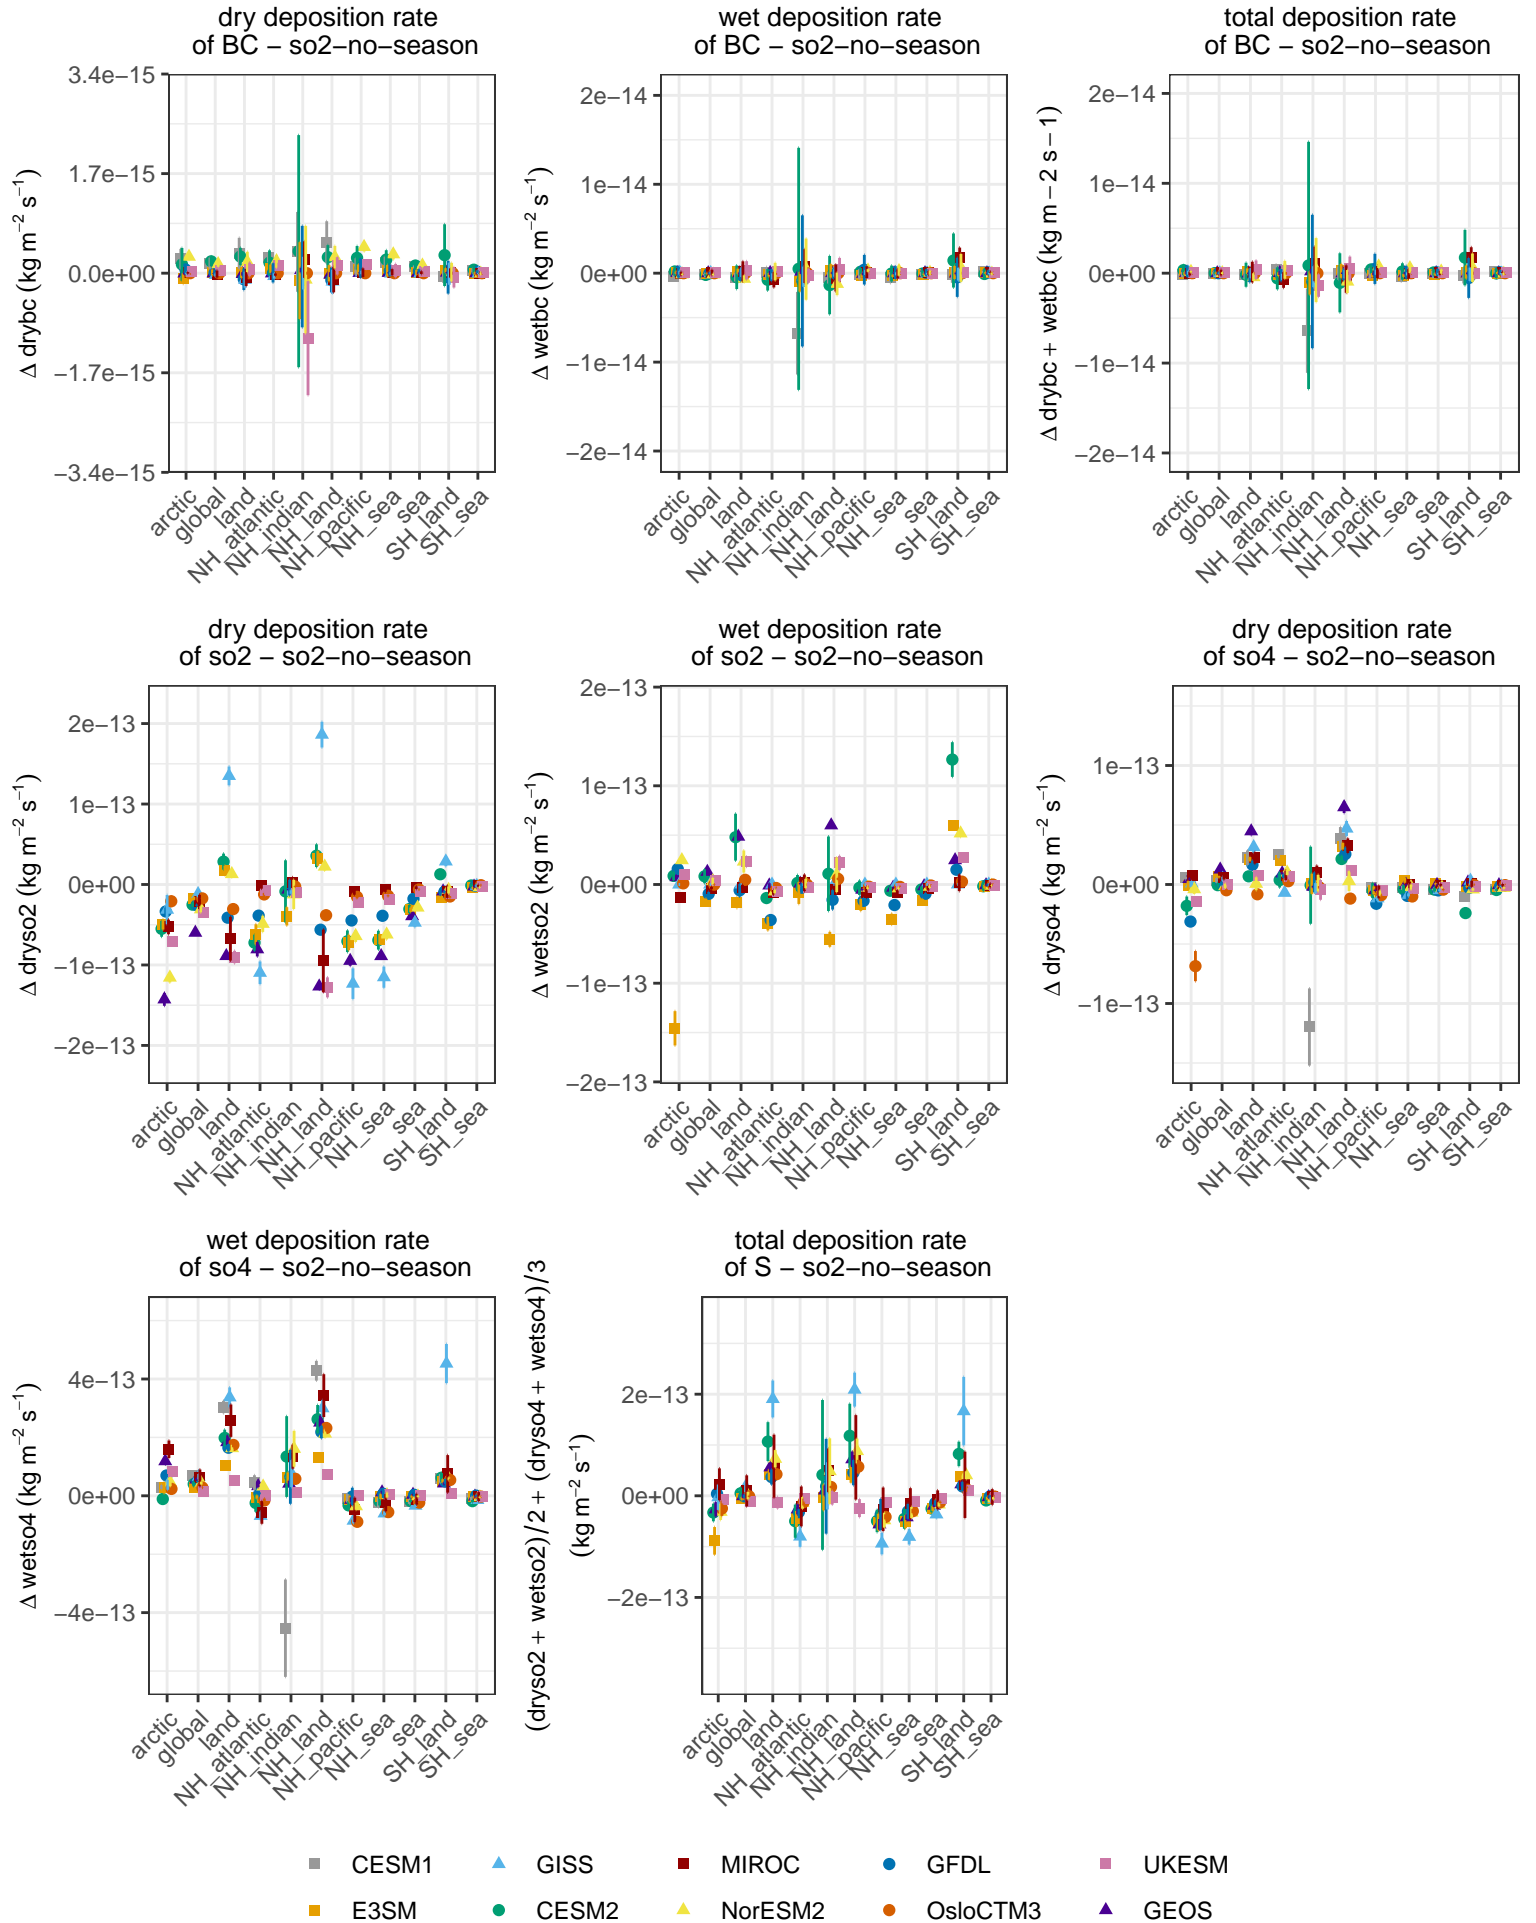 dry deposition rate
of BC − so2−no−season
Δ drybc (kg m−2 s−1)
3.4e−15
1.7e−15
0.0e+00
−1.7e−15
−3.4e−15
arctic
global
land
NH_atlantic
NH_indian
NH_land
NH_pacific
NH_sea
sea
SH_land
SH_sea
wet deposition rate
of BC − so2−no−season
Δ wetbc (kg m−2 s−1)
2e−14
1e−14
0e+00
−1e−14
−2e−14
arctic
global
land
NH_atlantic
NH_indian
NH_land
NH_pacific
NH_sea
sea
SH_land
SH_sea
total deposition rate
of BC − so2−no−season
Δ drybc + wetbc (kg m − 2 s − 1)
2e−14
1e−14
0e+00
−1e−14
−2e−14
arctic
global
land
NH_atlantic
NH_indian
NH_land
NH_pacific
NH_sea
sea
SH_land
SH_sea
dry deposition rate
of so2 − so2−no−season
Δ dryso2 (kg m−2 s−1)
2e−13
1e−13
0e+00
−1e−13
−2e−13
arctic
global
land
NH_atlantic
NH_indian
NH_land
NH_pacific
NH_sea
sea
SH_land
SH_sea
wet deposition rate
of so2 − so2−no−season
Δ wetso2 (kg m−2 s−1)
2e−13
1e−13
0e+00
−1e−13
−2e−13
arctic
global
land
NH_atlantic
NH_indian
NH_land
NH_pacific
NH_sea
sea
SH_land
SH_sea
dry deposition rate
of so4 − so2−no−season
Δ dryso4 (kg m−2 s−1)
1e−13
0e+00
−1e−13
arctic
global
land
NH_atlantic
NH_indian
NH_land
NH_pacific
NH_sea
sea
SH_land
SH_sea
wet deposition rate
of so4 − so2−no−season
Δ wetso4 (kg m−2 s−1)
4e−13
0e+00
−4e−13
arctic
global
land
NH_atlantic
NH_indian
NH_land
NH_pacific
NH_sea
sea
SH_land
SH_sea
total deposition rate
of S − so2−no−season
(dryso2 + wetso2)/2 + (dryso4 + wetso4)/3
(kg m−2 s−1)
2e−13
0e+00
−2e−13
arctic
global
land
NH_atlantic
NH_indian
NH_land
NH_pacific
NH_sea
sea
SH_land
SH_sea
CESM1 GISS MIROC GFDL UKESM
E3SM CESM2 NorESM2 OsloCTM3 GEOS